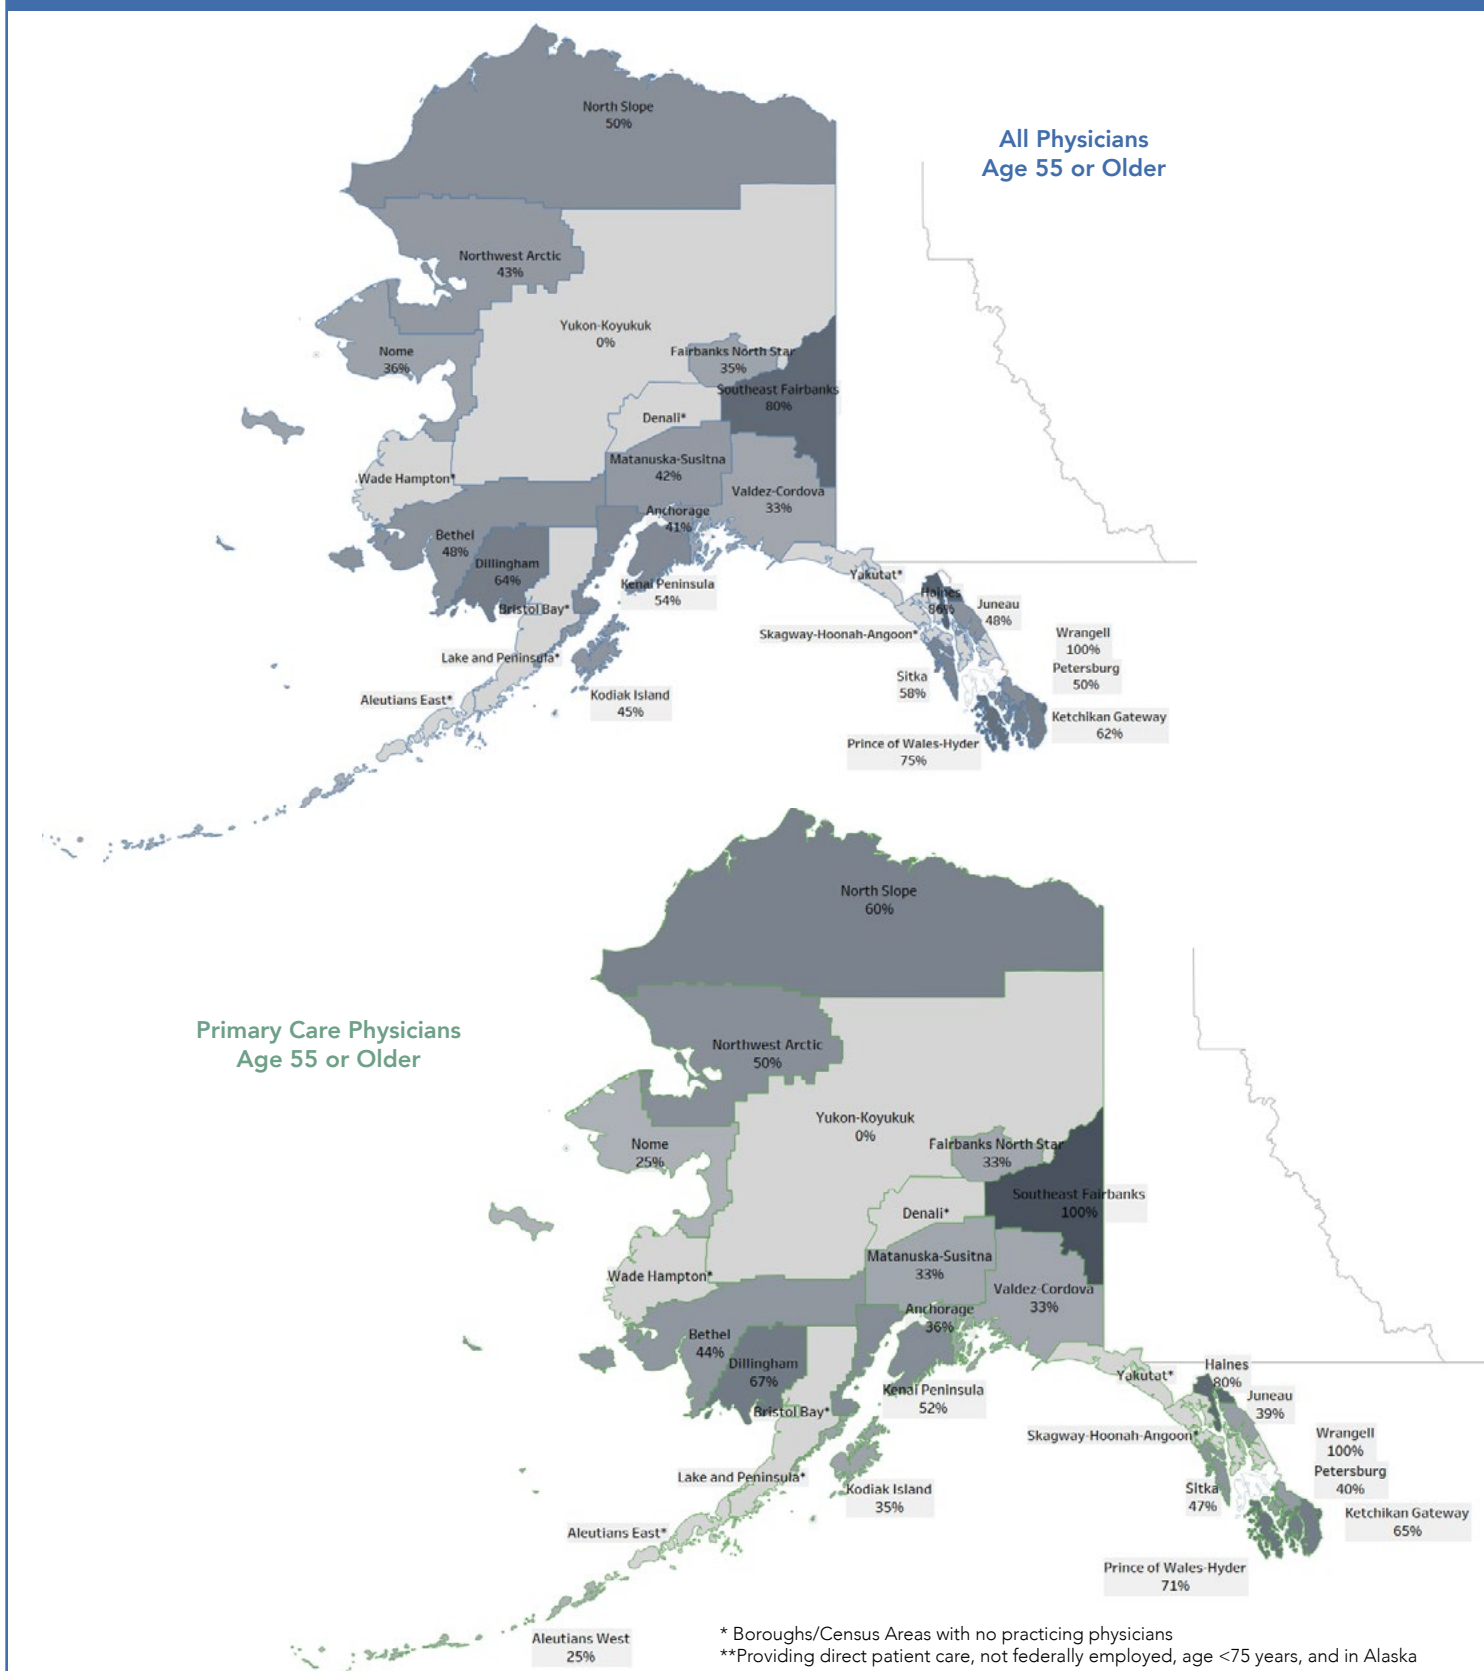 All Physicians
Age 55 or Older
North Slope
50%
Northwest Arctic
43%
Yukon-Koyukuk
0%
Nome
36%
Fairbanks North Star
35%
Southeast Fairbanks
80%
Denali*
Matanuska-Susitna
42%
Wade Hampton*
Valdez-Cordova
33%
Anchorage
41%
Bethel
48%
Dillingham
64%
Kenai Peninsula
54%
Bristol Bay*
Yakutat*
Haines
86%
Juneau
48%
Skagway-Hoonah-Angoon*
Wrangell
100%
Petersburg
50%
Lake and Peninsula*
Sitka
58%
Aleutians East*
Kodiak Island
45%
Ketchikan Gateway
62%
Prince of Wales-Hyder
75%
Primary Care Physicians
Age 55 or Older
North Slope
60%
Northwest Arctic
50%
Yukon-Koyukuk
0%
Nome
25%
Fairbanks North Star
33%
Southeast Fairbanks
100%
Denali*
Matanuska-Susitna
33%
Wade Hampton*
Valdez-Cordova
33%
Anchorage
36%
Bethel
44%
Dillingham
67%
Kenai Peninsula
52%
Bristol Bay*
Yakutat*
Haines
80%
Juneau
39%
Skagway-Hoonah-Angoon*
Wrangell
100%
Petersburg
40%
Lake and Peninsula*
Kodiak Island
35%
Sitka
47%
Ketchikan Gateway
65%
Aleutians East*
Prince of Wales-Hyder
71%
Aleutians West
25%
* Boroughs/Census Areas with no practicing physicians
**Providing direct patient care, not federally employed, age <75 years, and in Alaska